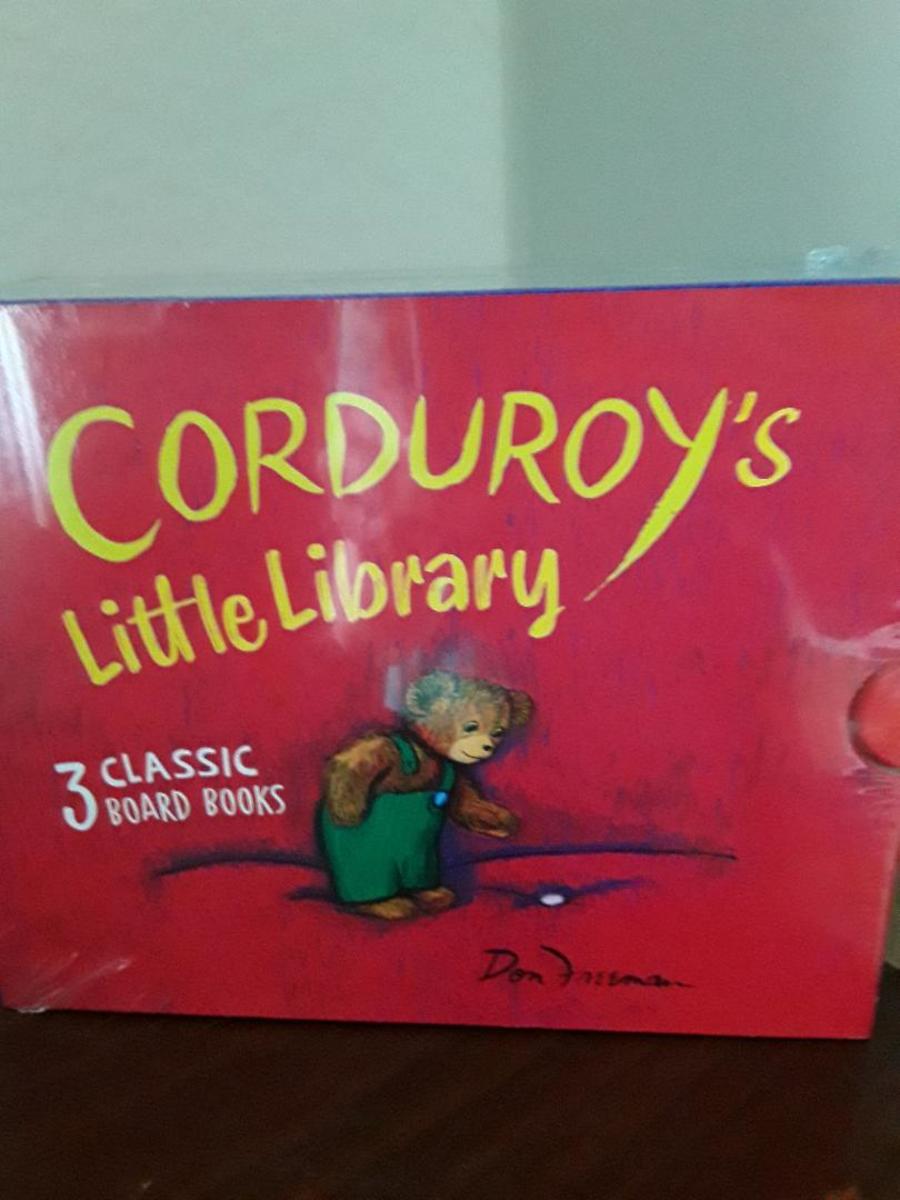 CORDUROY's
Little Library
3 CLASSIC
BOARD BOOKS
Don Freeman